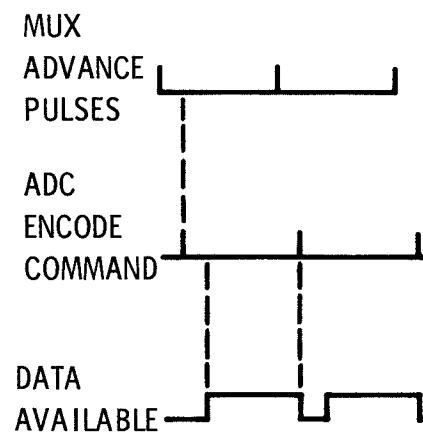 MUX
ADVANCE
PULSES
ADC
ENCODE
COMMAND
DATA
AVAILABLE